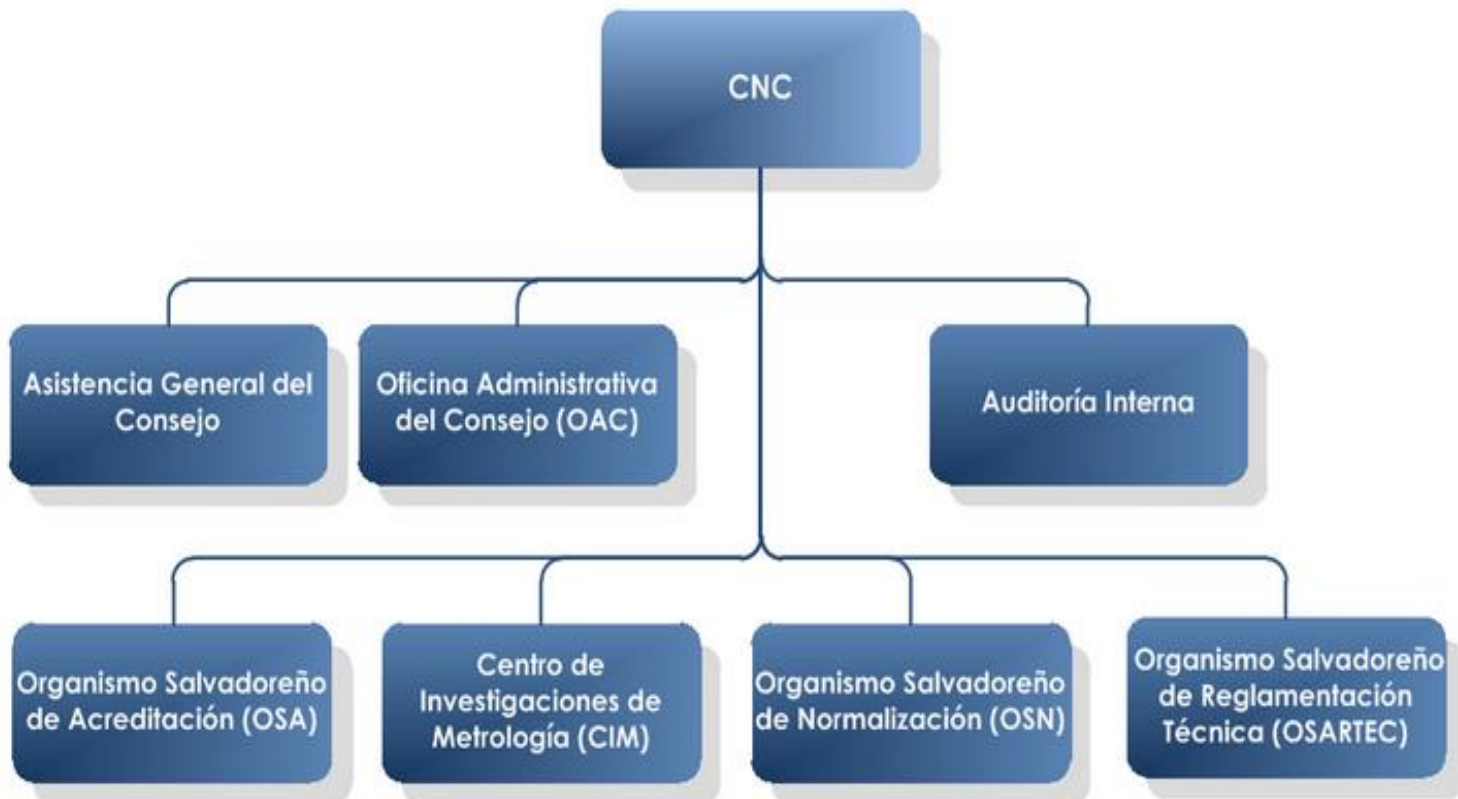 CNC
Asistencia General del
Consejo
Oficina Administrativa
del Consejo (OAC)
Auditoría Interna
Organismo Salvadoreño
de Acreditación (OSA)
Centro de
Investigaciones de
Metrología (CIM)
Organismo Salvadoreño
de Normalización (OSN)
Organismo Salvadoreño
de Reglamentación
Técnica (OSARTEC)